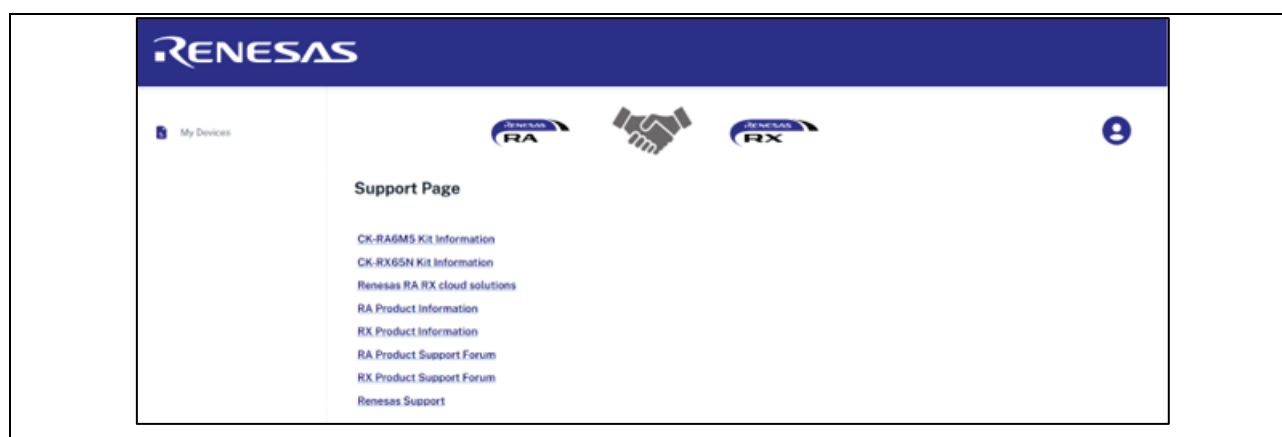 RENESAS
My Devices
RENESAS
RA
RENESAS
RX
Support Page
CK-RA6M5 Kit Information
CK-RX65N Kit Information
Renesas RA RX cloud solutions
RA Product Information
RX Product Information
RA Product Support Forum
RX Product Support Forum
Renesas Support